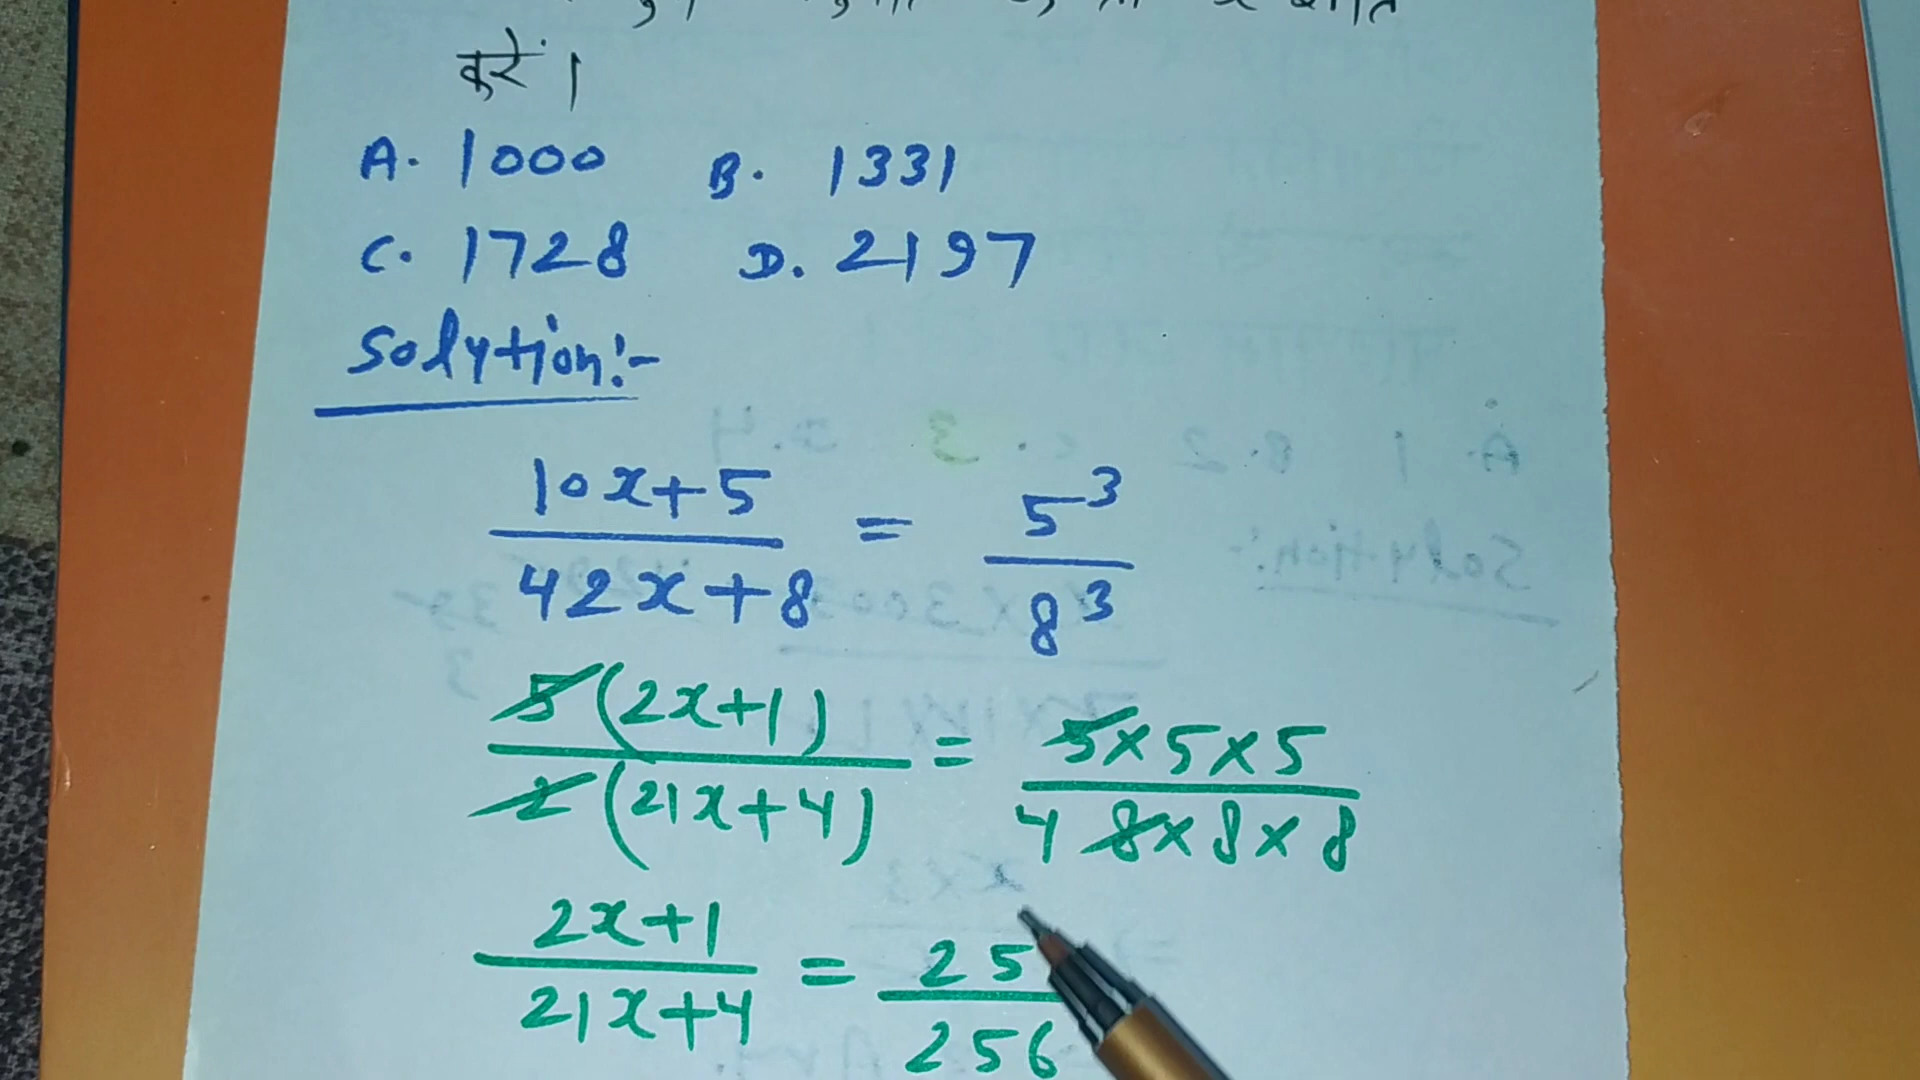 करें।
A. 1000 B. 1331
C. 1728 D. 2197
Solytion:-
10x+5 / 42x+8 = 5³ / 8³
5(2x+1) / 2(21x+4) = 5×5×5 / 4 8×8×8
2x+1 / 21x+4 = 25 / 256